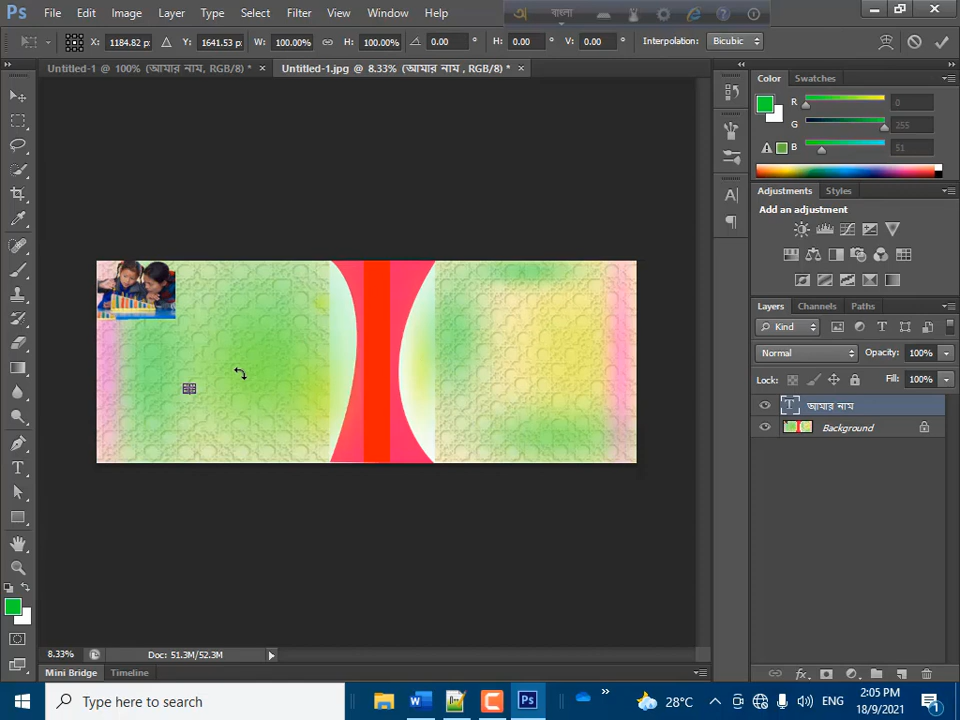 Ps File Edit Image Layer Type Select Filter View Window Help
বাংলা
X: 1184.82 p: Y: 1641.53 p: W: 100.00% H: 100.00% 0.00 ° H: 0.00 ° V: 0.00 ° Interpolation: Bicubic
Untitled-1 @ 100% (আমার নাম, RGB/8) * × Untitled-1.jpg @ 8.33% (আমার নাম , RGB/8) * ×
Color Swatches
R 0
G 255
B 51
Adjustments Styles
Add an adjustment
Layers Channels Paths
Kind
Normal Opacity: 100%
Lock: Fill: 100%
আমার নাম
Background
8.33% Doc: 51.3M/52.3M
Mini Bridge Timeline
Type here to search
28°C ENG
2:05 PM
18/9/2021
1